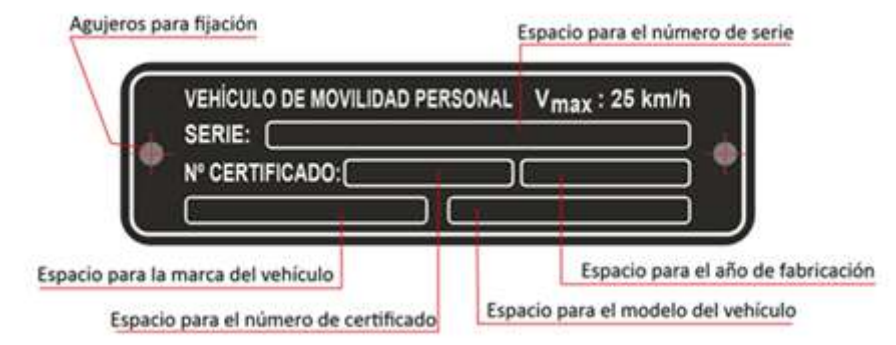 Agujeros para fijación
Espacio para el número de serie
VEHÍCULO DE MOVILIDAD PERSONAL Vmax : 25 km/h
SERIE:
Nº CERTIFICADO:
Espacio para la marca del vehículo
Espacio para el año de fabricación
Espacio para el número de certificado
Espacio para el modelo del vehículo